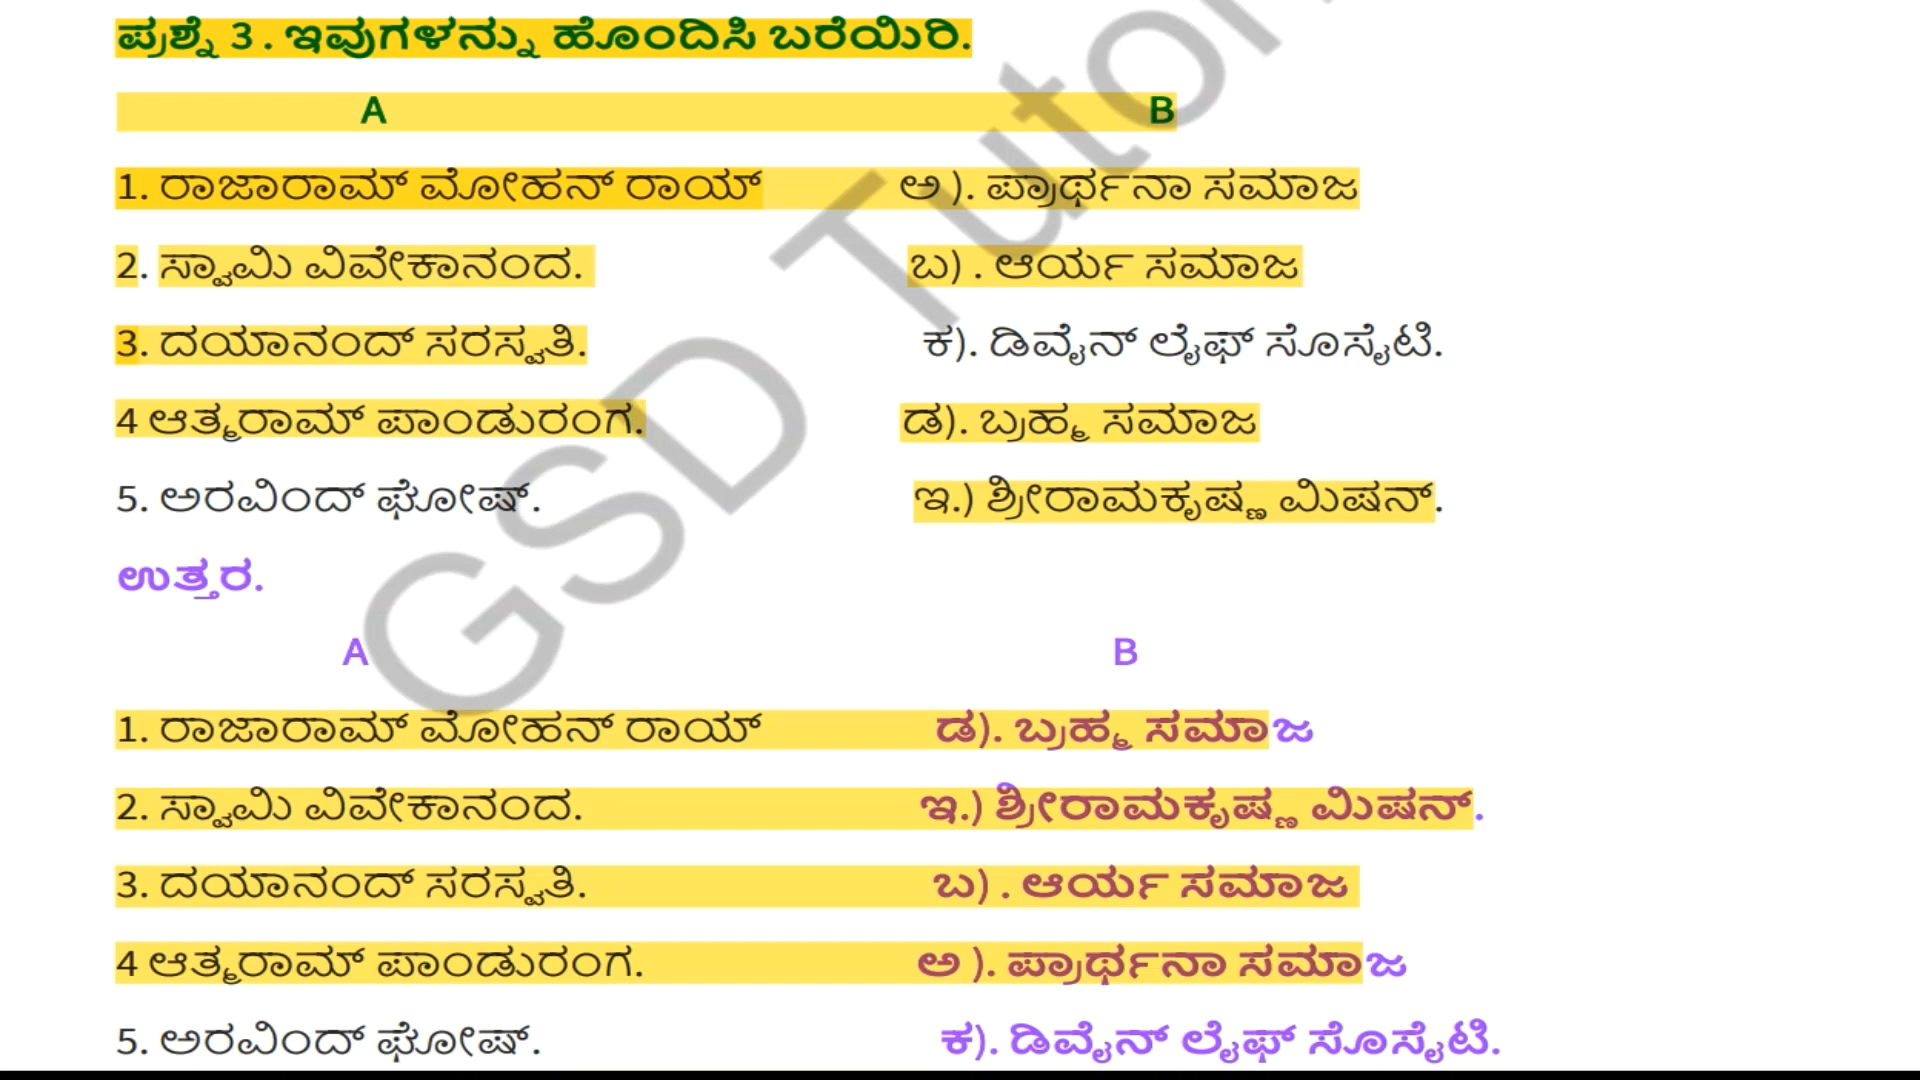 ಪ್ರಶ್ನೆ 3 . ಇವುಗಳನ್ನು ಹೊಂದಿಸಿ ಬರೆಯಿರಿ.
A B
1. ರಾಜಾರಾಮ್ ಮೋಹನ್ ರಾಯ್ ಅ ). ಪ್ರಾರ್ಥನಾ ಸಮಾಜ
2. ಸ್ವಾಮಿ ವಿವೇಕಾನಂದ. ಬ) . ಆರ್ಯ ಸಮಾಜ
3. ದಯಾನಂದ್ ಸರಸ್ವತಿ. ಕ). ಡಿವೈನ್ ಲೈಫ್ ಸೊಸೈಟಿ.
4 ಆತ್ಮರಾಮ್ ಪಾಂಡುರಂಗ. ಡ). ಬ್ರಹ್ಮ ಸಮಾಜ
5. ಅರವಿಂದ್ ಘೋಷ್. ಇ.) ಶ್ರೀರಾಮಕೃಷ್ಣ ಮಿಷನ್.
ಉತ್ತರ.
A B
1. ರಾಜಾರಾಮ್ ಮೋಹನ್ ರಾಯ್ ಡ). ಬ್ರಹ್ಮ ಸಮಾಜ
2. ಸ್ವಾಮಿ ವಿವೇಕಾನಂದ. ಇ.) ಶ್ರೀರಾಮಕೃಷ್ಣ ಮಿಷನ್.
3. ದಯಾನಂದ್ ಸರಸ್ವತಿ. ಬ) . ಆರ್ಯ ಸಮಾಜ
4 ಆತ್ಮರಾಮ್ ಪಾಂಡುರಂಗ. ಅ ). ಪ್ರಾರ್ಥನಾ ಸಮಾಜ
5. ಅರವಿಂದ್ ಘೋಷ್. ಕ). ಡಿವೈನ್ ಲೈಫ್ ಸೊಸೈಟಿ.
GSD